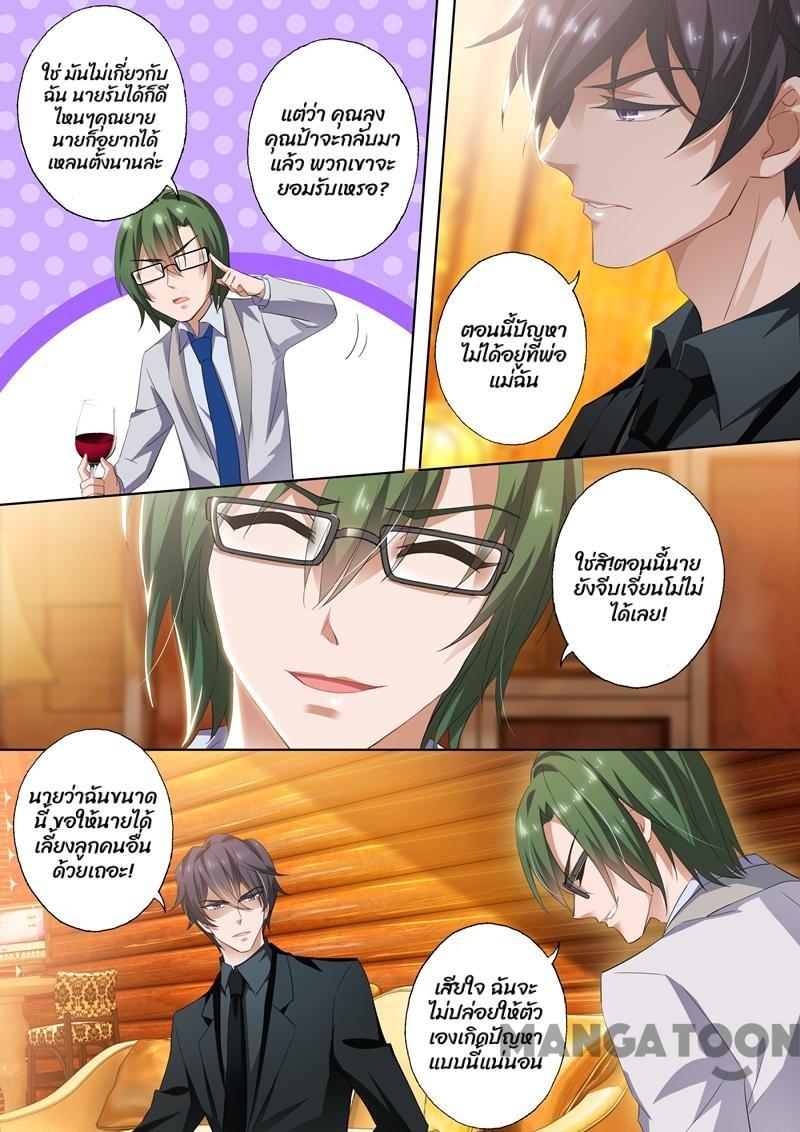 ใช่ มันไม่เกี่ยวกับ
ฉัน นายรับได้ก็ดี
ไหนๆคุณยาย
นายก็อยากได้
เหลนตั้งนานล่ะ
แต่ว่า คุณลุง
คุณป้าจะกลับมา
แล้ว พวกเขาจะ
ยอมรับเหรอ?
ตอนนี้ปัญหา
ไม่ได้อยู่ที่พ่อ
แม่ฉัน
ใช่สิ!ตอนนี้นาย
ยังจีบเจี่ยนโม่ไม่
ได้เลย!
นายว่าฉันขนาด
นี้ ขอให้นายได้
เลี้ยงลูกคนอื่น
ด้วยเถอะ!
เสียใจ ฉันจะ
ไม่ปล่อยให้ตัว
เองเกิดปัญหา
แบบนี้แน่นอน
MANGATOON